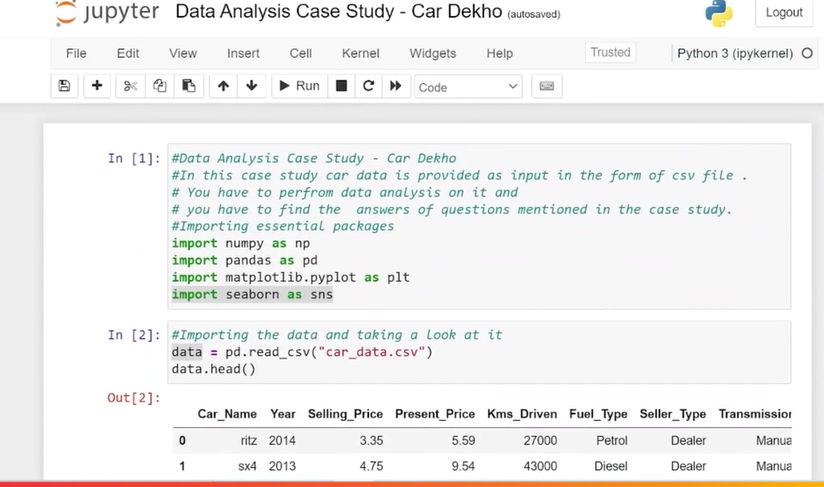 jupyter Data Analysis Case Study - Car Dekho (autosaved) Logout
File Edit View Insert Cell Kernel Widgets Help Trusted Python 3 (ipykernel)
Run Code
In [1]: #Data Analysis Case Study - Car Dekho
#In this case study car data is provided as input in the form of csv file .
# You have to perfrom data analysis on it and
# you have to find the  answers of questions mentioned in the case study.
#Importing essential packages
import numpy as np
import pandas as pd
import matplotlib.pyplot as plt
import seaborn as sns
In [2]: #Importing the data and taking a look at it
data = pd.read_csv("car_data.csv")
data.head()
Out[2]:
Car_Name Year Selling_Price Present_Price Kms_Driven Fuel_Type Seller_Type Transmission
0 ritz 2014 3.35 5.59 27000 Petrol Dealer Manua
1 sx4 2013 4.75 9.54 43000 Diesel Dealer Manua